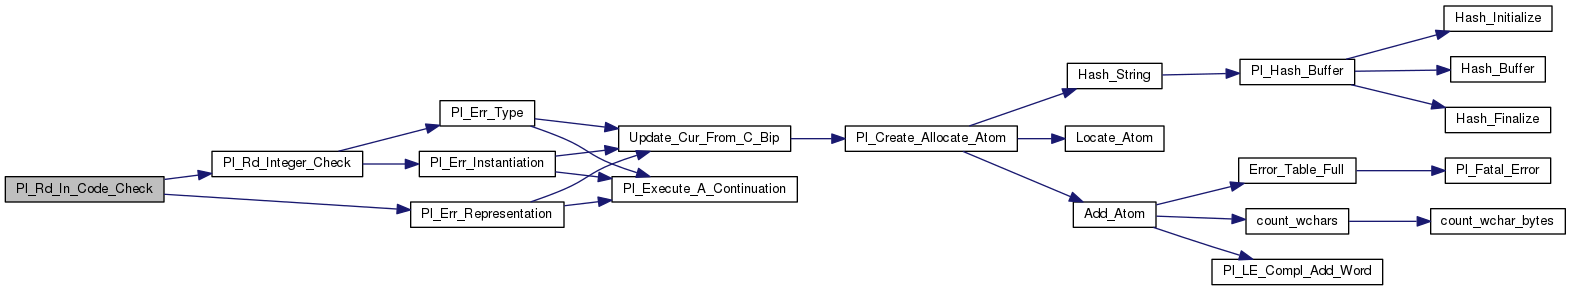 Pl_Rd_In_Code_Check
Pl_Rd_Integer_Check
Pl_Err_Type
Pl_Err_Instantiation
Pl_Err_Representation
Update_Cur_From_C_Bip
Pl_Execute_A_Continuation
Pl_Create_Allocate_Atom
Hash_String
Locate_Atom
Add_Atom
Pl_Hash_Buffer
Error_Table_Full
count_wchars
Pl_LE_Compl_Add_Word
Hash_Initialize
Hash_Buffer
Hash_Finalize
Pl_Fatal_Error
count_wchar_bytes